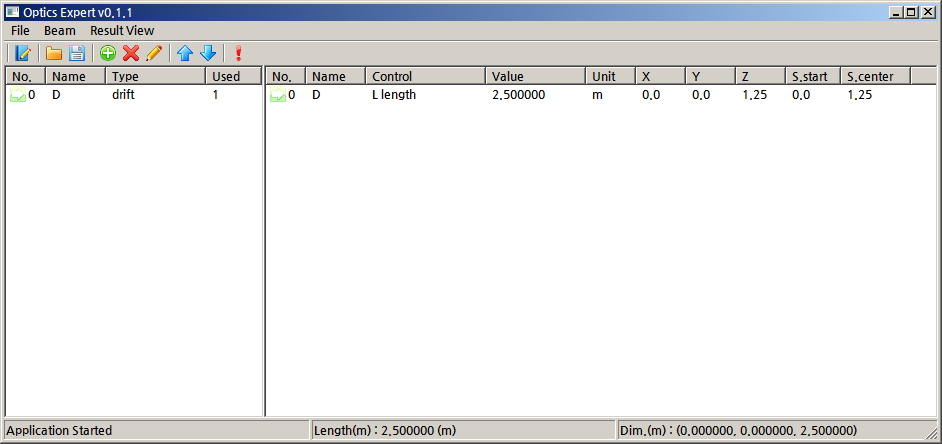 Optics Expert v0.1.1
File Beam Result View
No. Name Type Used
0 D drift 1
No. Name Control Value Unit X Y Z S.start S.center
0 D L length 2.500000 m 0.0 0.0 1.25 0.0 1.25
Application Started
Length(m) : 2.500000 (m)
Dim.(m) : (0.000000, 0.000000, 2.500000)